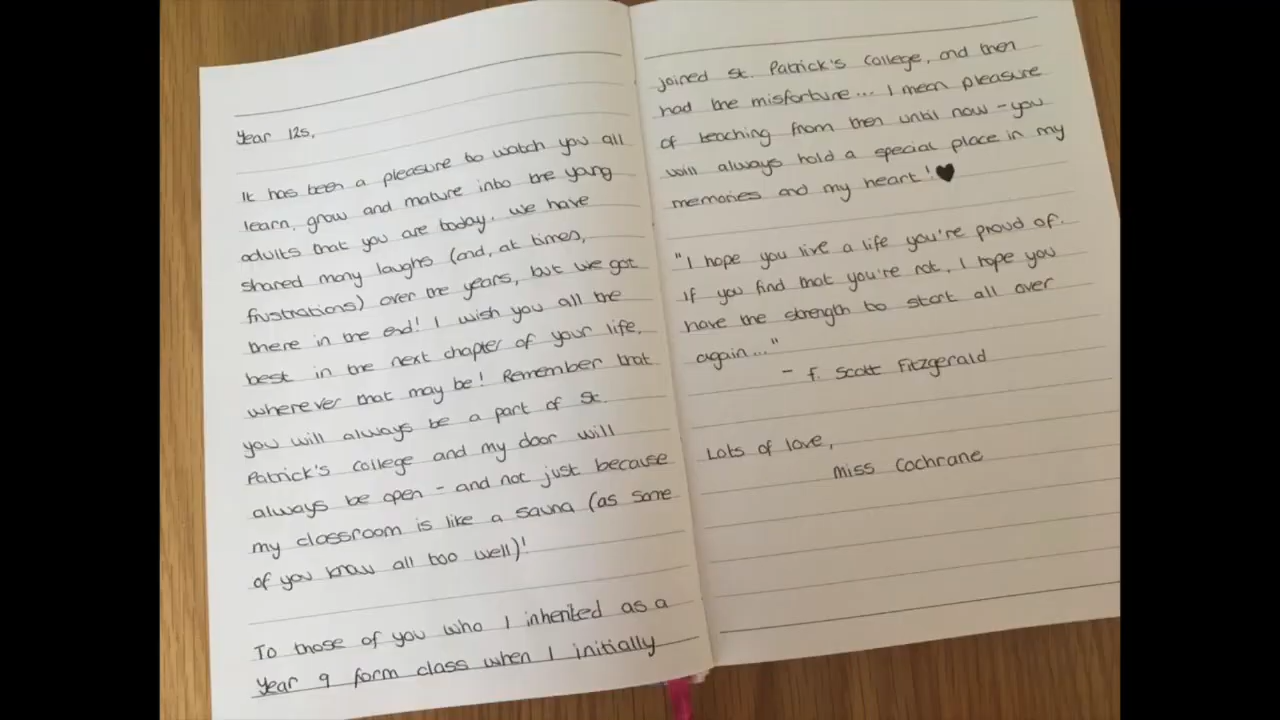 Year 12s,
It has been a pleasure to watch you all
learn, grow and mature into the young
adults that you are today. We have
shared many laughs (and, at times,
frustrations) over the years, but we got
there in the end! I wish you all the
best in the next chapter of your life,
wherever that may be! Remember that
you will always be a part of St.
Patrick's College and my door will
always be open - and not just because
my classroom is like a sauna (as some
of you know all too well)!
To those of you who I inherited as a
Year 9 form class when I initially
joined St. Patrick's College, and then
had the misfortune... I mean pleasure
of teaching from then until now - you
will always hold a special place in my
memories and my heart! ♥
"I hope you live a life you're proud of.
If you find that you're not, I hope you
have the strength to start all over
again..."
- F. Scott Fitzgerald
Lots of love,
Miss Cochrane